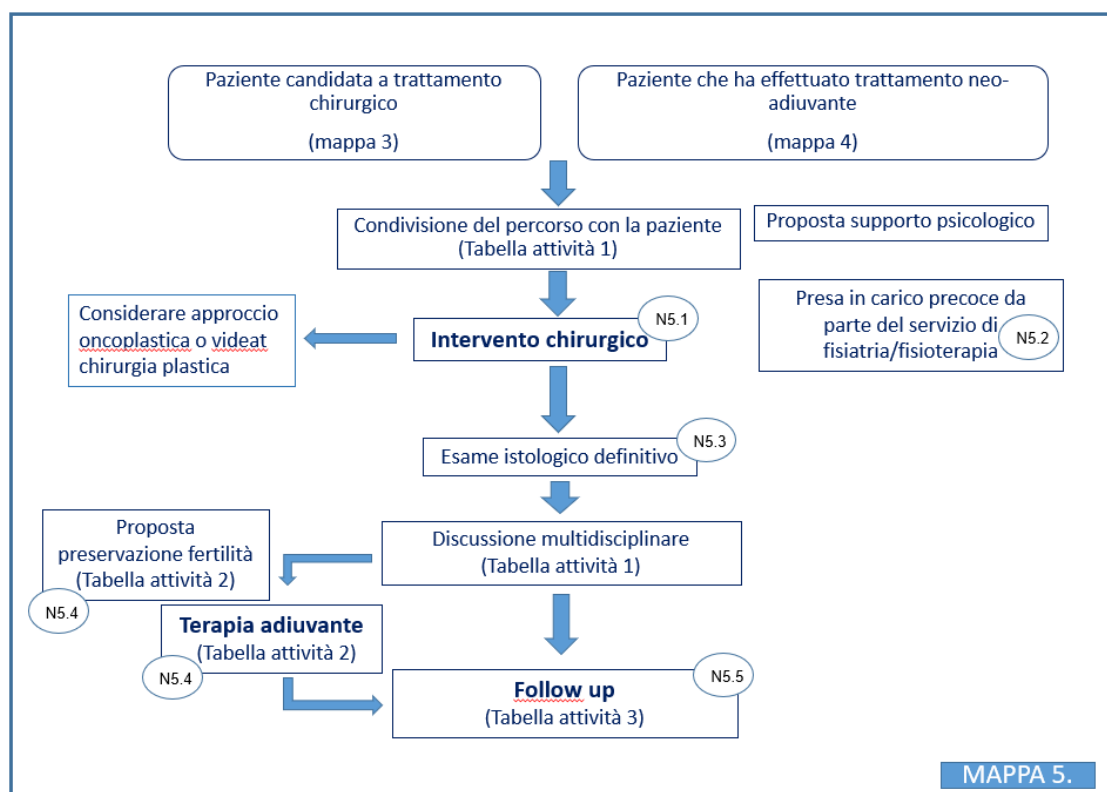 Paziente candidata a trattamento
chirurgico
(mappa 3)
Paziente che ha effettuato trattamento neo-
adiuvante
(mappa 4)
Condivisione del percorso con la paziente
(Tabella attività 1)
Proposta supporto psicologico
Considerare approccio
oncoplastica o videat
chirurgia plastica
Intervento chirurgico
N5.1
Presa in carico precoce da
parte del servizio di
fisiatria/fisioterapia
N5.2
Esame istologico definitivo
N5.3
Proposta
preservazione fertilità
(Tabella attività 2)
N5.4
Discussione multidisciplinare
(Tabella attività 1)
Terapia adiuvante
(Tabella attività 2)
N5.4
Follow up
(Tabella attività 3)
N5.5
MAPPA 5.